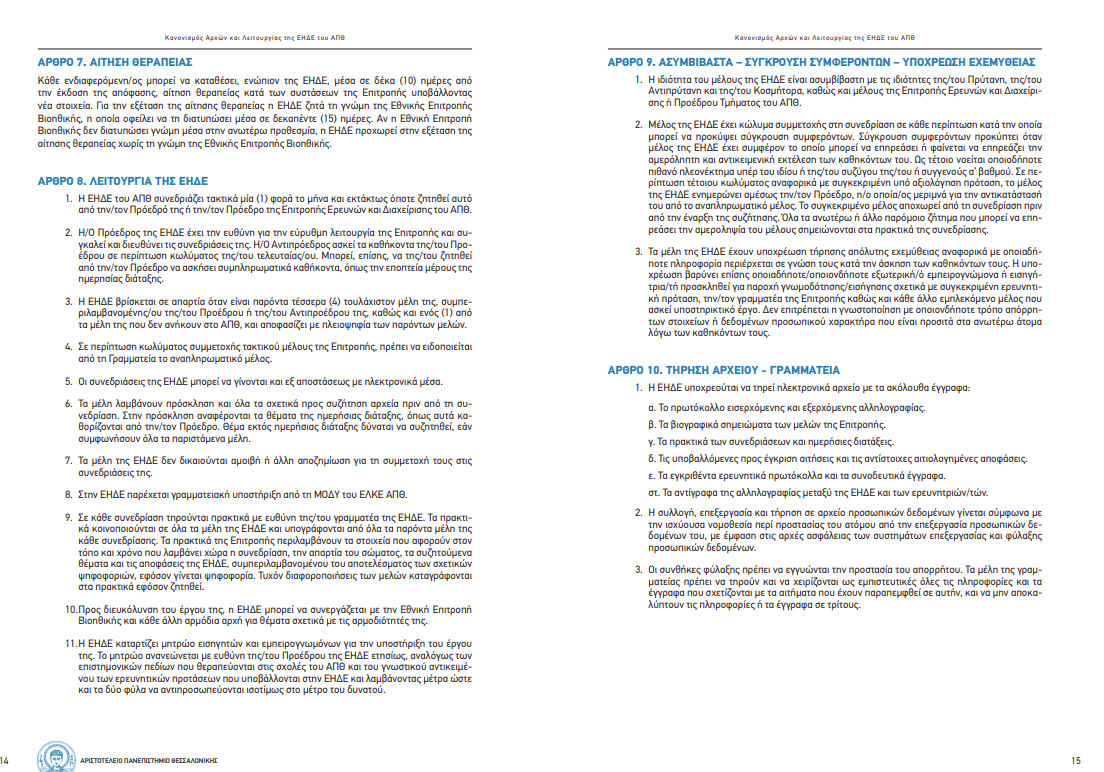 Κανονισμός Αρχών και Λειτουργίας της ΕΗΔΕ του ΑΠΘ
ΑΡΘΡΟ 7. ΑΙΤΗΣΗ ΘΕΡΑΠΕΙΑΣ
Κάθε ενδιαφερόμενη/ος μπορεί να καταθέσει, ενώπιον της ΕΗΔΕ, μέσα σε δέκα (10) ημέρες από
την έκδοση της απόφασης, αίτηση θεραπείας κατά των συστάσεων της Επιτροπής υποβάλλοντας
νέα στοιχεία. Για την εξέταση της αίτησης θεραπείας η ΕΗΔΕ ζητά τη γνώμη της Εθνικής Επιτροπής
Βιοηθικής, η οποία οφείλει να τη διατυπώσει μέσα σε δεκαπέντε (15) ημέρες. Αν η Εθνική Επιτροπή
Βιοηθικής δεν διατυπώσει γνώμη μέσα στην ανωτέρω προθεσμία, η ΕΗΔΕ προχωρεί στην εξέταση της
αίτησης θεραπείας χωρίς τη γνώμη της Εθνικής Επιτροπής Βιοηθικής.
ΑΡΘΡΟ 8. ΛΕΙΤΟΥΡΓΙΑ ΤΗΣ ΕΗΔΕ
1. Η ΕΗΔΕ του ΑΠΘ συνεδριάζει τακτικά μία (1) φορά το μήνα και εκτάκτως όποτε ζητηθεί αυτό
από την/τον Πρόεδρό της ή την/τον Πρόεδρο της Επιτροπής Ερευνών και Διαχείρισης του ΑΠΘ.
2. Η/Ο Πρόεδρος της ΕΗΔΕ έχει την ευθύνη για την εύρυθμη λειτουργία της Επιτροπής και συ-
γκαλεί και διευθύνει τις συνεδριάσεις της. Η/Ο Αντιπρόεδρος ασκεί τα καθήκοντα της/του Προ-
έδρου σε περίπτωση κωλύματος της/του τελευταίας/ου. Μπορεί, επίσης, να της/του ζητηθεί
από την/τον Πρόεδρο να ασκήσει συμπληρωματικά καθήκοντα, όπως την εποπτεία μέρους της
ημερησίας διάταξης.
3. Η ΕΗΔΕ βρίσκεται σε απαρτία όταν είναι παρόντα τέσσερα (4) τουλάχιστον μέλη της, συμπε-
ριλαμβανομένης/ου της/του Προέδρου ή της/του Αντιπροέδρου της, καθώς και ενός (1) από
τα μέλη της που δεν ανήκουν στο ΑΠΘ, και αποφασίζει με πλειοψηφία των παρόντων μελών.
4. Σε περίπτωση κωλύματος συμμετοχής τακτικού μέλους της Επιτροπής, πρέπει να ειδοποιείται
από τη Γραμματεία το αναπληρωματικό μέλος.
5. Οι συνεδριάσεις της ΕΗΔΕ μπορεί να γίνονται και εξ αποστάσεως με ηλεκτρονικά μέσα.
6. Τα μέλη λαμβάνουν πρόσκληση και όλα τα σχετικά προς συζήτηση αρχεία πριν από τη συ-
νεδρίαση. Στην πρόσκληση αναφέρονται τα θέματα της ημερήσιας διάταξης, όπως αυτά κα-
θορίζονται από την/τον Πρόεδρο. Θέμα εκτός ημερήσιας διάταξης δύναται να συζητηθεί, εάν
συμφωνήσουν όλα τα παριστάμενα μέλη.
7. Τα μέλη της ΕΗΔΕ δεν δικαιούνται αμοιβή ή άλλη αποζημίωση για τη συμμετοχή τους στις
συνεδριάσεις της.
8. Στην ΕΗΔΕ παρέχεται γραμματειακή υποστήριξη από τη ΜΟΔΥ του ΕΛΚΕ ΑΠΘ.
9. Σε κάθε συνεδρίαση τηρούνται πρακτικά με ευθύνη της/του γραμματέα της ΕΗΔΕ. Τα πρακτι-
κά κοινοποιούνται σε όλα τα μέλη της ΕΗΔΕ και υπογράφονται από όλα τα παρόντα μέλη της
κάθε συνεδρίασης. Τα πρακτικά της Επιτροπής περιλαμβάνουν τα στοιχεία που αφορούν στον
τόπο και χρόνο που λαμβάνει χώρα η συνεδρίαση, την απαρτία του σώματος, τα συζητούμενα
θέματα και τις αποφάσεις της ΕΗΔΕ, συμπεριλαμβανομένου του αποτελέσματος των σχετικών
ψηφοφοριών, εφόσον γίνεται ψηφοφορία. Τυχόν διαφοροποιήσεις των μελών καταγράφονται
στα πρακτικά εφόσον ζητηθεί.
10.Προς διευκόλυνση του έργου της, η ΕΗΔΕ μπορεί να συνεργάζεται με την Εθνική Επιτροπή
Βιοηθικής και κάθε άλλη αρμόδια αρχή για θέματα σχετικά με τις αρμοδιότητές της.
11.Η ΕΗΔΕ καταρτίζει μητρώο εισηγητών και εμπειρογνωμόνων για την υποστήριξη του έργου
της. Το μητρώο ανανεώνεται με ευθύνη της/του Προέδρου της ΕΗΔΕ ετησίως, αναλόγως των
επιστημονικών πεδίων που θεραπεύονται στις σχολές του ΑΠΘ και του γνωστικού αντικειμέ-
νου των ερευνητικών προτάσεων που υποβάλλονται στην ΕΗΔΕ και λαμβάνοντας μέτρα ώστε
και τα δύο φύλα να αντιπροσωπεύονται ισοτίμως στο μέτρο του δυνατού.
14
ΑΡΙΣΤΟΤΕΛΕΙΟ ΠΑΝΕΠΙΣΤΗΜΙΟ ΘΕΣΣΑΛΟΝΙΚΗΣ
Κανονισμός Αρχών και Λειτουργίας της ΕΗΔΕ του ΑΠΘ
ΑΡΘΡΟ 9. ΑΣΥΜΒΙΒΑΣΤΑ – ΣΥΓΚΡΟΥΣΗ ΣΥΜΦΕΡΟΝΤΩΝ – ΥΠΟΧΡΕΩΣΗ ΕΧΕΜΥΘΕΙΑΣ
1. Η ιδιότητα του μέλους της ΕΗΔΕ είναι ασυμβίβαστη με τις ιδιότητες της/του Πρύτανη, της/του
Αντιπρύτανη και της/του Κοσμήτορα, καθώς και μέλους της Επιτροπής Ερευνών και Διαχείρι-
σης ή Προέδρου Τμήματος του ΑΠΘ.
2. Μέλος της ΕΗΔΕ έχει κώλυμα συμμετοχής στη συνεδρίαση σε κάθε περίπτωση κατά την οποία
μπορεί να προκύψει σύγκρουση συμφερόντων. Σύγκρουση συμφερόντων προκύπτει όταν
μέλος της ΕΗΔΕ έχει συμφέρον το οποίο μπορεί να επηρεάσει ή φαίνεται να επηρεάζει την
αμερόληπτη και αντικειμενική εκτέλεση των καθηκόντων του. Ως τέτοιο νοείται οποιοδήποτε
πιθανό πλεονέκτημα υπέρ του ιδίου ή της/του συζύγου της/του ή συγγενούς α’ βαθμού. Σε πε-
ρίπτωση τέτοιου κωλύματος αναφορικά με συγκεκριμένη υπό αξιολόγηση πρόταση, το μέλος
της ΕΗΔΕ ενημερώνει αμέσως την/τον Πρόεδρο, η/ο οποία/ος μεριμνά για την αντικατάστασή
του από το αναπληρωματικό μέλος. Το συγκεκριμένο μέλος αποχωρεί από τη συνεδρίαση πριν
από την έναρξη της συζήτησης. Όλα τα ανωτέρω ή άλλο παρόμοιο ζήτημα που μπορεί να επη-
ρεάσει την αμεροληψία του μέλους σημειώνονται στα πρακτικά της συνεδρίασης.
3. Τα μέλη της ΕΗΔΕ έχουν υποχρέωση τήρησης απόλυτης εχεμύθειας αναφορικά με οποιαδή-
ποτε πληροφορία περιέρχεται σε γνώση τους κατά την άσκηση των καθηκόντων τους. Η υπο-
χρέωση βαρύνει επίσης οποιαδήποτε/οποιονδήποτε εξωτερική/ό εμπειρογνώμονα ή εισηγή-
τρια/τή προσκληθεί για παροχή γνωμοδότησης/εισήγησης σχετικά με συγκεκριμένη ερευνητι-
κή πρόταση, την/τον γραμματέα της Επιτροπής καθώς και κάθε άλλο εμπλεκόμενο μέλος που
ασκεί υποστηρικτικό έργο. Δεν επιτρέπεται η γνωστοποίηση με οποιονδήποτε τρόπο απόρρη-
των στοιχείων ή δεδομένων προσωπικού χαρακτήρα που είναι προσιτά στα ανωτέρω άτομα
λόγω των καθηκόντων τους.
ΑΡΘΡΟ 10. ΤΗΡΗΣΗ ΑΡΧΕΙΟΥ - ΓΡΑΜΜΑΤΕΙΑ
1. Η ΕΗΔΕ υποχρεούται να τηρεί ηλεκτρονικά αρχείο με τα ακόλουθα έγγραφα:
α. Το πρωτόκολλο εισερχόμενης και εξερχόμενης αλληλογραφίας.
β. Τα βιογραφικά σημειώματα των μελών της Επιτροπής.
γ. Τα πρακτικά των συνεδριάσεων και ημερήσιες διατάξεις.
δ. Τις υποβαλλόμενες προς έγκριση αιτήσεις και τις αντίστοιχες αιτιολογημένες αποφάσεις.
ε. Τα εγκριθέντα ερευνητικά πρωτόκολλα και τα συνοδευτικά έγγραφα.
στ. Τα αντίγραφα της αλληλογραφίας μεταξύ της ΕΗΔΕ και των ερευνητριών/τών.
2. Η συλλογή, επεξεργασία και τήρηση σε αρχείο προσωπικών δεδομένων γίνεται σύμφωνα με
την ισχύουσα νομοθεσία περί προστασίας του ατόμου από την επεξεργασία προσωπικών δε-
δομένων του, με έμφαση στις αρχές ασφάλειας των συστημάτων επεξεργασίας και φύλαξης
προσωπικών δεδομένων.
3. Οι συνθήκες φύλαξης πρέπει να εγγυώνται την προστασία του απορρήτου. Τα μέλη της γραμ-
ματείας πρέπει να τηρούν και να χειρίζονται ως εμπιστευτικές όλες τις πληροφορίες και τα
έγγραφα που σχετίζονται με τα αιτήματα που έχουν παραπεμφθεί σε αυτήν, και να μην αποκα-
λύπτουν τις πληροφορίες ή τα έγγραφα σε τρίτους.
15